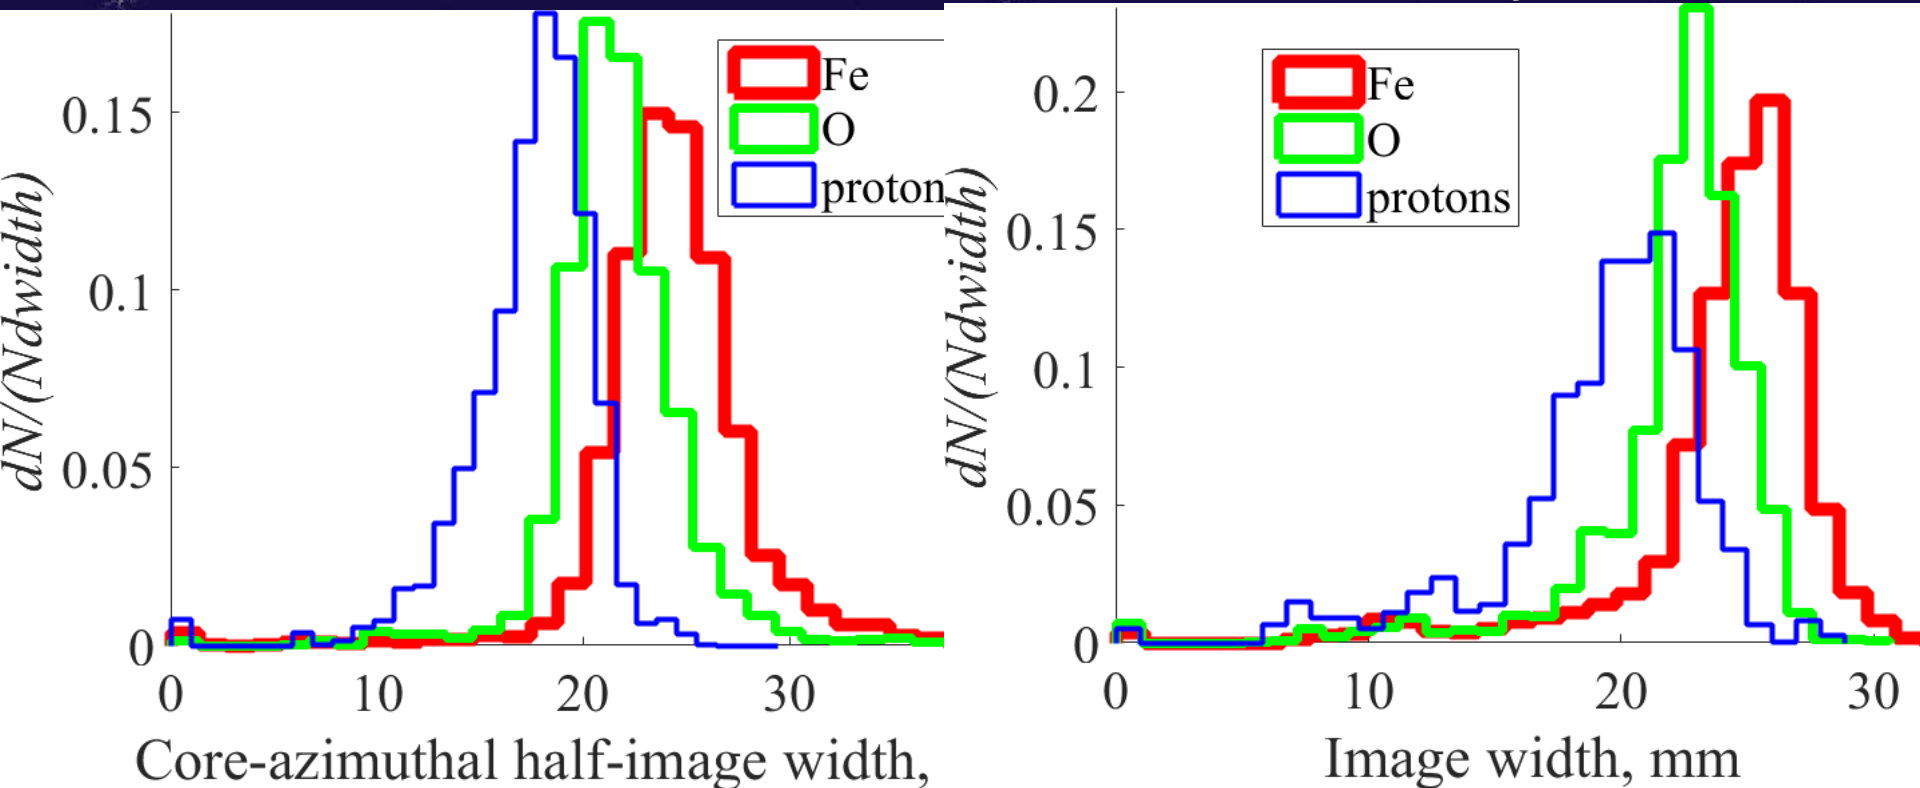 0.15
0.1
0.05
0
0
10
20
30
dN/(Ndwidth)
Core-azimuthal half-image width,
Fe
O
proton
0.2
0.15
0.1
0.05
0
0
10
20
30
dN/(Ndwidth)
Image width, mm
Fe
O
protons